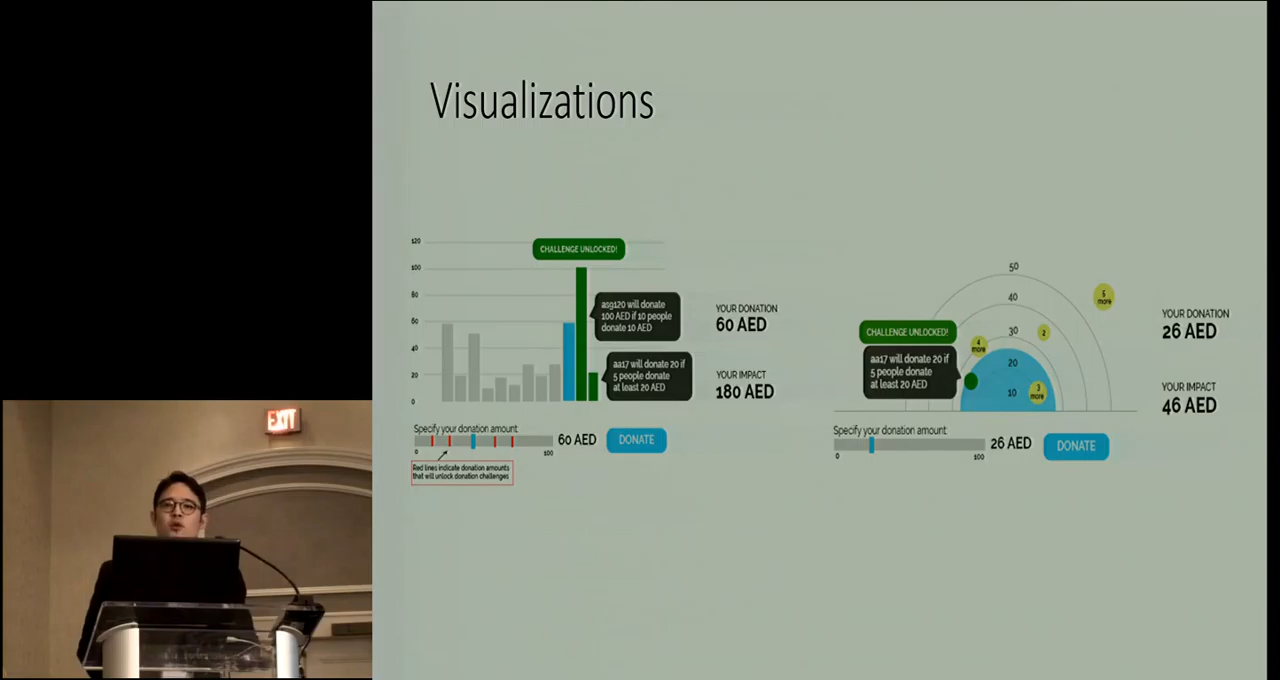 Visualizations
120
100
80
60
40
20
0
CHALLENGE UNLOCKED!
as9120 will donate
100 AED if 10 people
donate 10 AED
aa17 will donate 20 if
5 people donate
at least 20 AED
YOUR DONATION
60 AED
YOUR IMPACT
180 AED
Specify your donation amount
0
100
60 AED
DONATE
Red lines indicate donation amounts
that will unlock donation challenges
50
40
30
20
10
5
more
2
4
more
3
more
CHALLENGE UNLOCKED!
aa17 will donate 20 if
5 people donate
at least 20 AED
YOUR DONATION
26 AED
YOUR IMPACT
46 AED
Specify your donation amount
0
100
26 AED
DONATE
EXIT